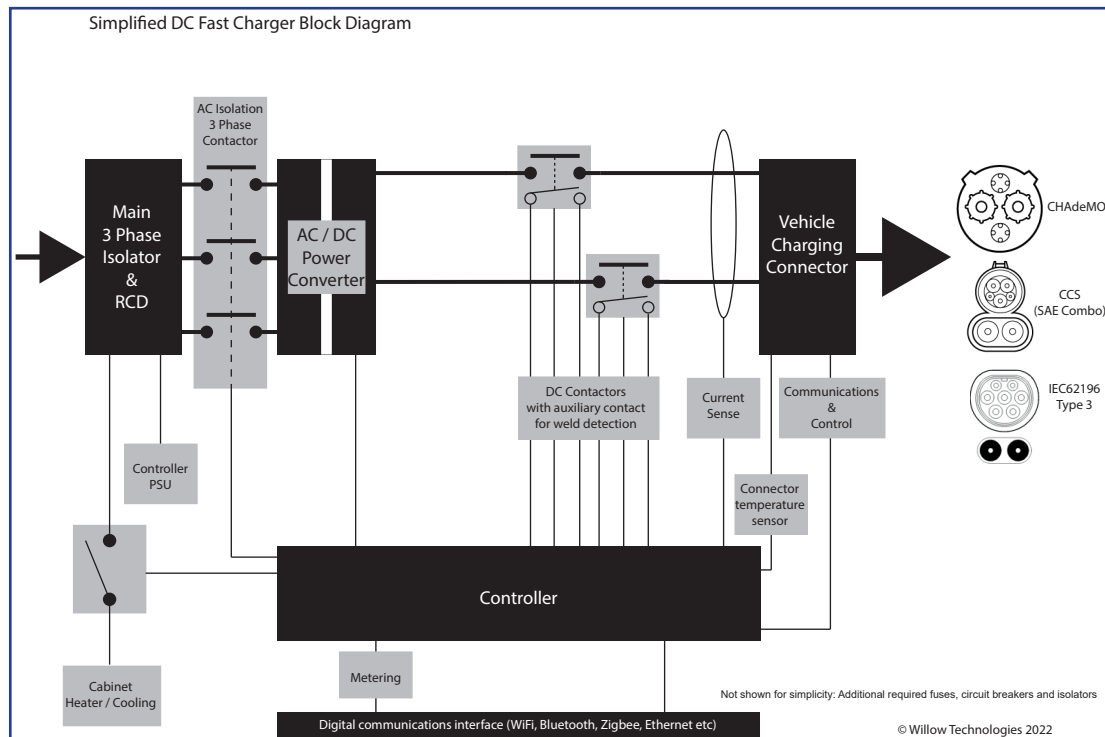 Simplified DC Fast Charger Block Diagram
AC Isolation
3 Phase
Contactor
Main
3 Phase
Isolator
&
RCD
AC / DC
Power
Converter
Vehicle
Charging
Connector
CHAdeMO
CCS
(SAE Combo)
IEC62196
Type 3
DC Contactors
with auxiliary contact
for weld detection
Current
Sense
Communications
&
Control
Controller
PSU
Connector
temperature
sensor
Controller
Cabinet
Heater / Cooling
Metering
Not shown for simplicity: Additional required fuses, circuit breakers and isolators
Digital communications interface (WiFi, Bluetooth, Zigbee, Ethernet etc)
© Willow Technologies 2022